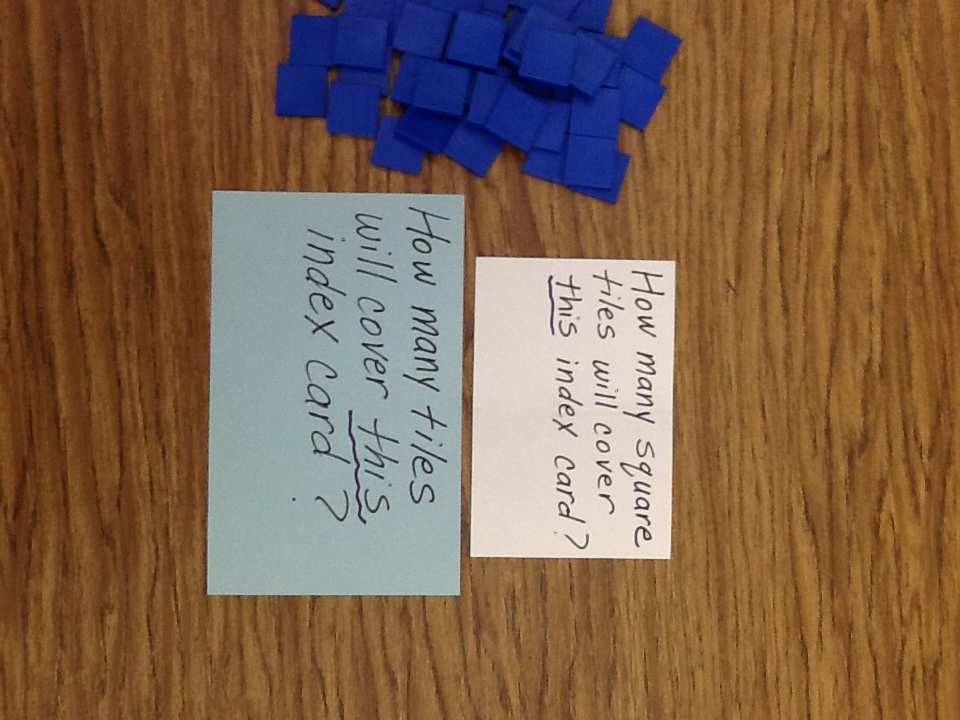 How many square
tiles will cover
this index card?
How many tiles
will cover this
index card?